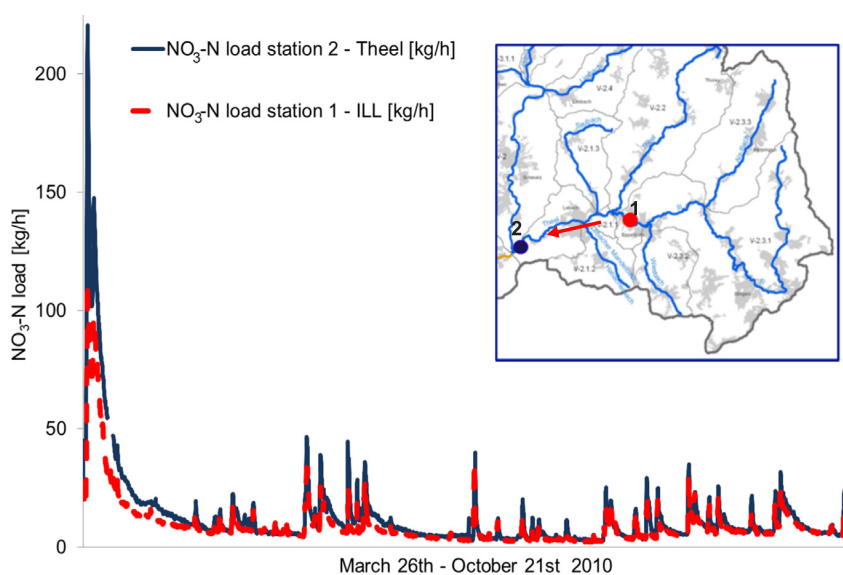 NO3-N load station 2 - Theel [kg/h]
NO3-N load station 1 - ILL [kg/h]
NO3-N load [kg/h]
200
150
100
50
0
March 26th - October 21st 2010
1
2
V-2.4
V-2.2
V-2.3.3
V-2.1.3
V-2
Theel
V-2.1.1
V-2.1.2
V-2.3.2
V-2.3.1